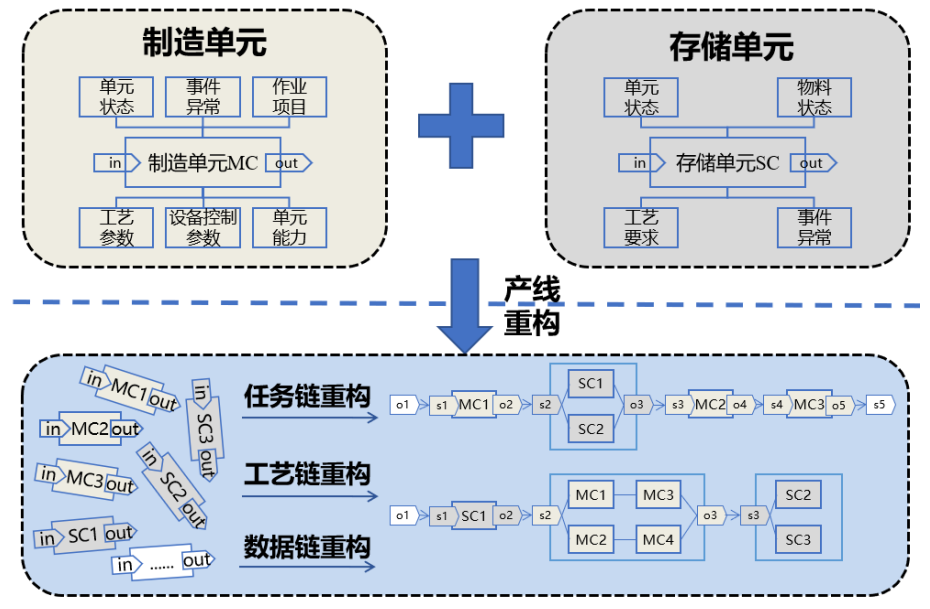 制造单元
单元
状态
事件
异常
作业
项目
in
制造单元MC
out
工艺
参数
设备控制
参数
单元
能力
存储单元
单元
状态
物料
状态
in
存储单元SC
out
工艺
要求
事件
异常
产线
重构
in MC1 out
in SC3 out
in MC2 out
in SC2 out
in MC3 out
in SC1 out
in ...... out
任务链重构
工艺链重构
数据链重构
o1 s1 MC1 o2 s2 SC1 SC2 o3 s3 MC2 o4 s4 MC3 o5 s5
o1 s1 SC1 o2 s2 MC1 MC3 MC2 MC4 o3 s3 SC2 SC3